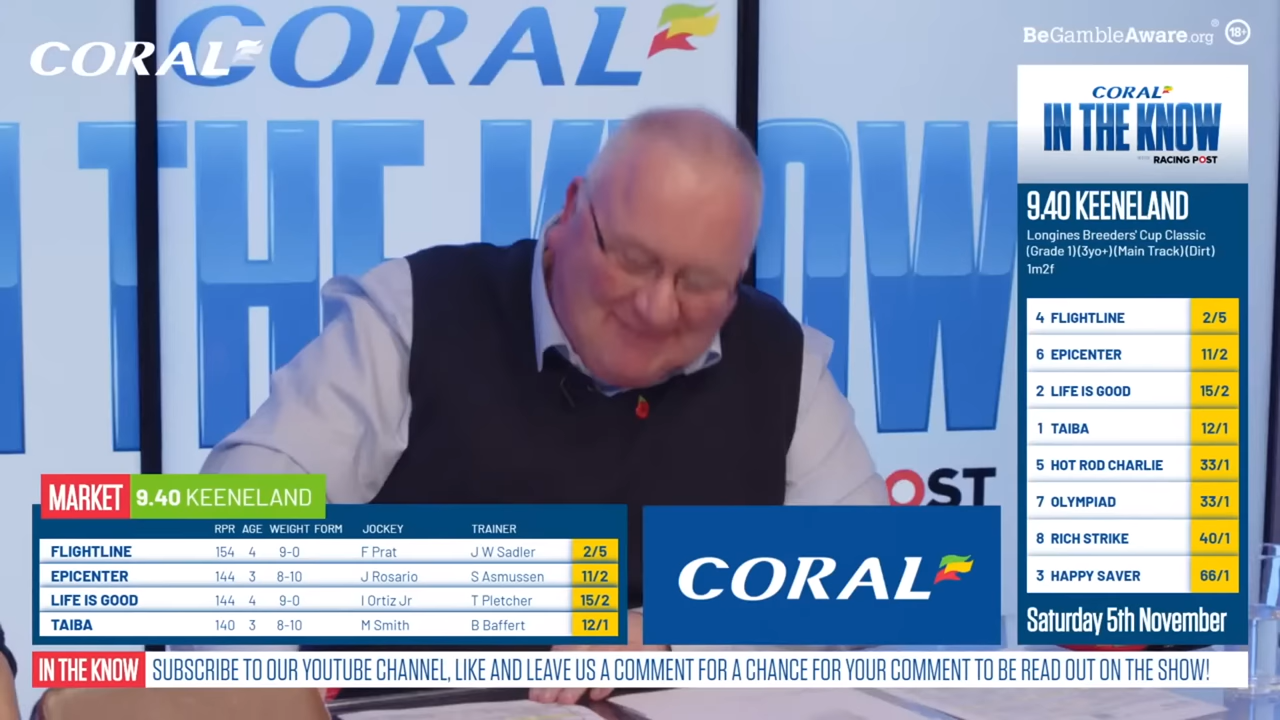 CORAL
CORAL
THE KNOW
BeGambleAware.org® 18+
CORAL
IN THE KNOW
RACING POST
9.40 KEENELAND
Longines Breeders' Cup Classic
(Grade 1)(3yo+)(Main Track)(Dirt)
1m2f
4 FLIGHTLINE 2/5
6 EPICENTER 11/2
2 LIFE IS GOOD 15/2
1 TAIBA 12/1
5 HOT ROD CHARLIE 33/1
7 OLYMPIAD 33/1
8 RICH STRIKE 40/1
3 HAPPY SAVER 66/1
Saturday 5th November
OST
MARKET 9.40 KEENELAND
RPR AGE WEIGHT FORM JOCKEY TRAINER
FLIGHTLINE 154 4 9-0 F Prat J W Sadler 2/5
EPICENTER 144 3 8-10 J Rosario S Asmussen 11/2
LIFE IS GOOD 144 4 9-0 I Ortiz Jr T Pletcher 15/2
TAIBA 140 3 8-10 M Smith B Baffert 12/1
CORAL
IN THE KNOW SUBSCRIBE TO OUR YOUTUBE CHANNEL, LIKE AND LEAVE US A COMMENT FOR A CHANCE FOR YOUR COMMENT TO BE READ OUT ON THE SHOW!